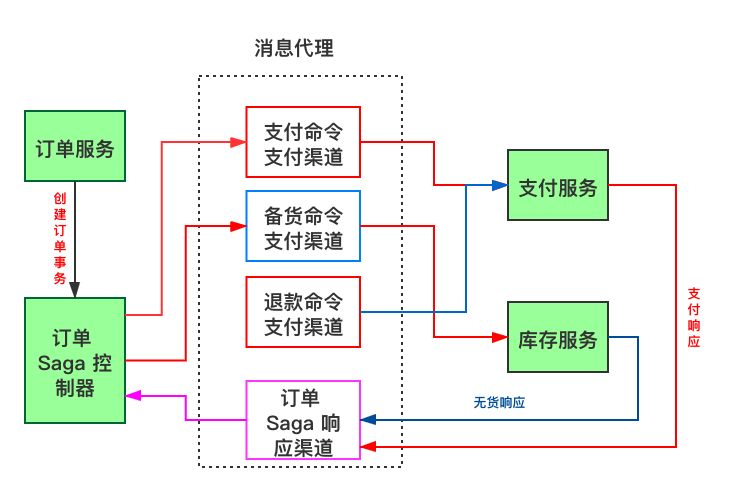 消息代理
订单服务
支付命令
支付渠道
创建订单事务
备货命令
支付渠道
支付服务
退款命令
支付渠道
订单
Saga 控
制器
库存服务
支付响应
订单
Saga 响
应渠道
无货响应